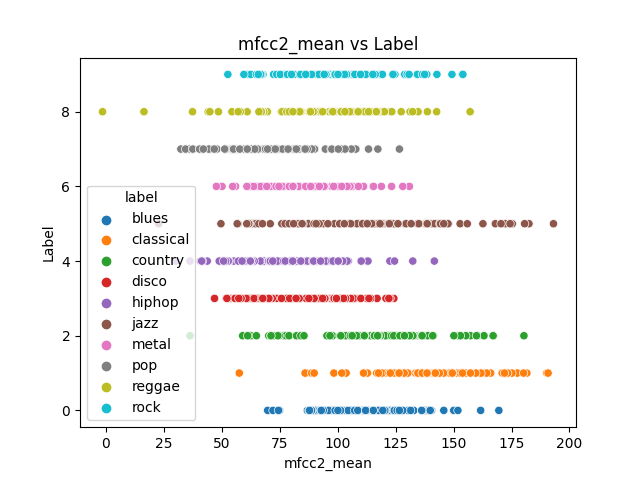 mfcc2_mean vs Label
Label
8
6
4
2
0
label
blues
classical
country
disco
hiphop
jazz
metal
pop
reggae
rock
0 25 50 75 100 125 150 175 200
mfcc2_mean